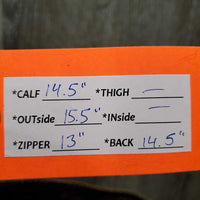 *CALF 14.5" *THIGH —
*OUTside 15.5" *INside —
*ZIPPER 13" *BACK 14.5"